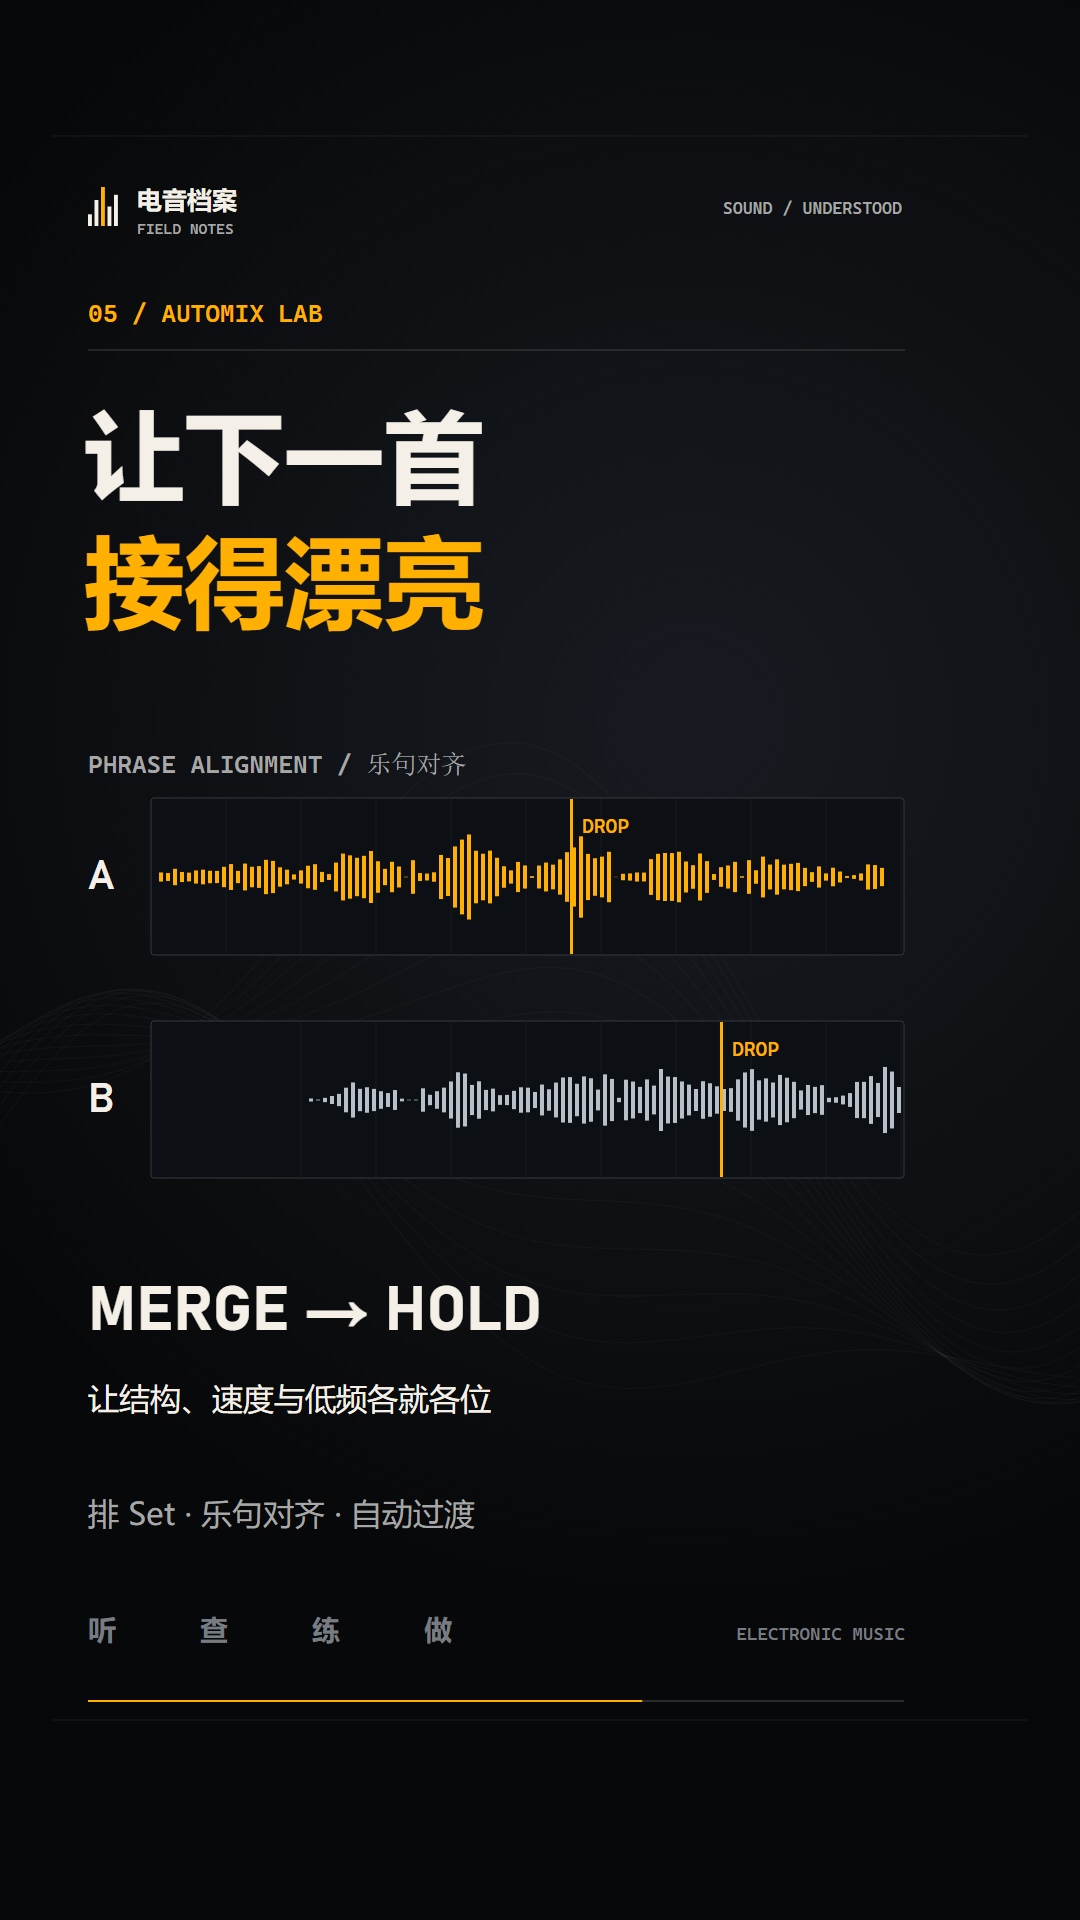 电音档案
FIELD NOTES
SOUND / UNDERSTOOD
05 / AUTOMIX LAB
让下一首
接得漂亮
PHRASE ALIGNMENT / 乐句对齐
A
DROP
B
DROP
MERGE → HOLD
让结构、速度与低频各就各位
排 Set · 乐句对齐 · 自动过渡
听 查 练 做
ELECTRONIC MUSIC